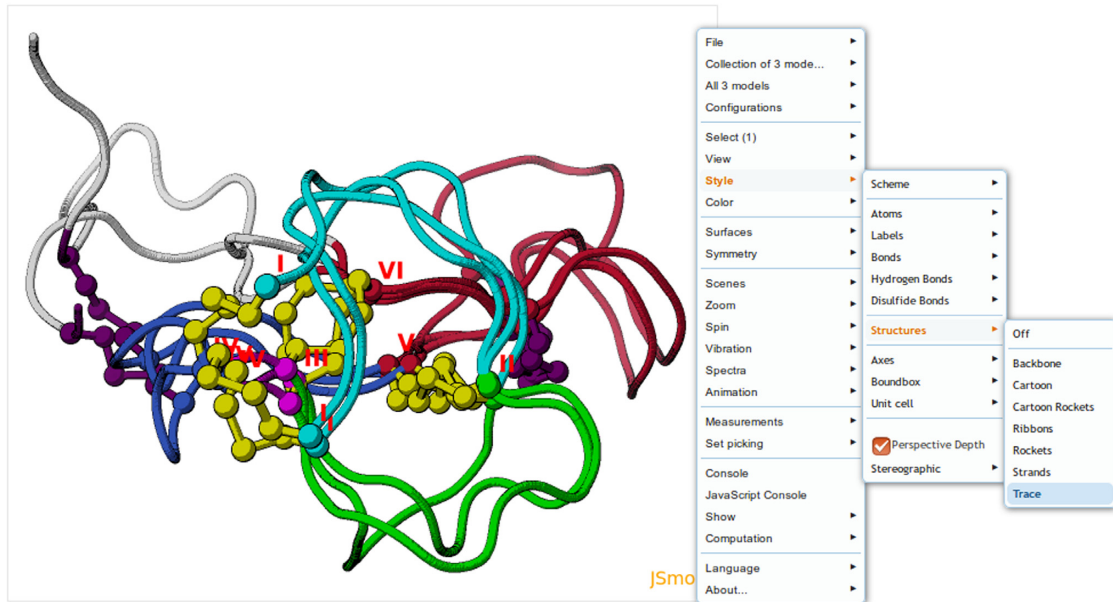 I
VI
III
V
II
I
I
JSmo
File
Collection of 3 mode...
All 3 models
Configurations
Select (1)
View
Style
Color
Surfaces
Symmetry
Scenes
Zoom
Spin
Vibration
Spectra
Animation
Measurements
Set picking
Console
JavaScript Console
Show
Computation
Language
About...
Scheme
Atoms
Labels
Bonds
Hydrogen Bonds
Disulfide Bonds
Structures
Axes
Boundbox
Unit cell
Perspective Depth
Stereographic
Off
Backbone
Cartoon
Cartoon Rockets
Ribbons
Rockets
Strands
Trace